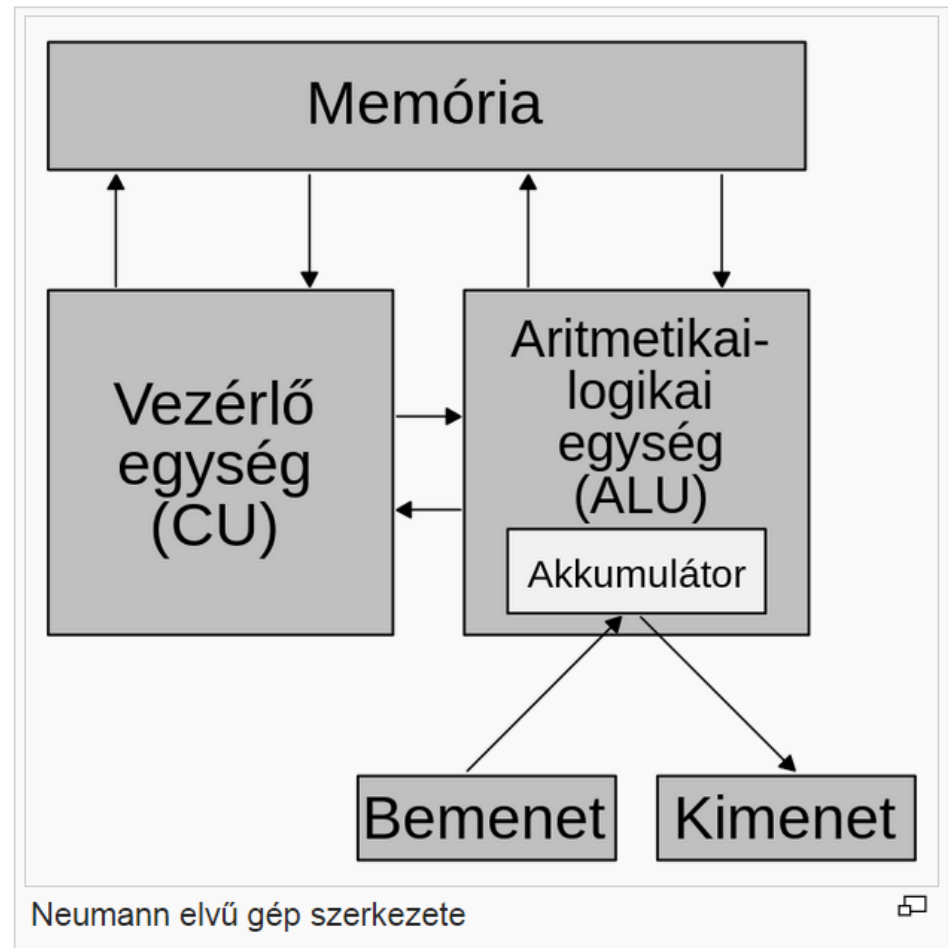 Memória
Vezérlő
egység
(CU)
Aritmetikai-
logikai
egység
(ALU)
Akkumulátor
Bemenet
Kimenet
Neumann elvű gép szerkezete